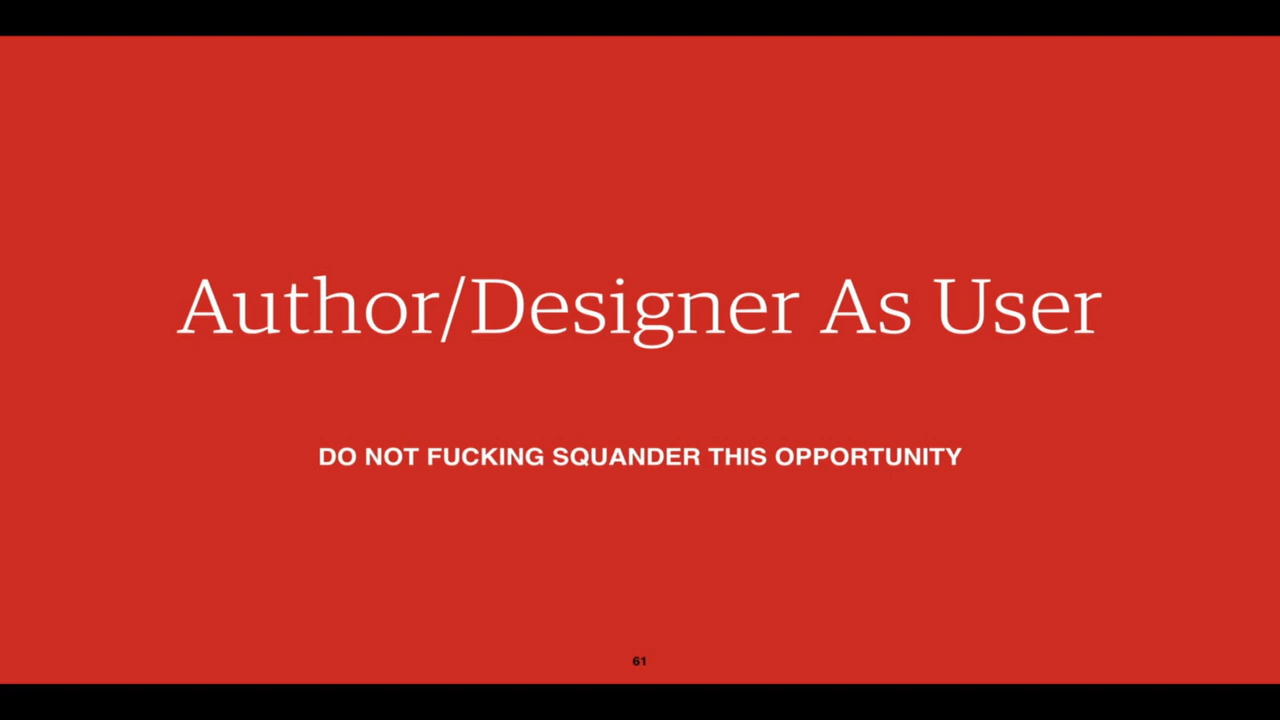 Author/Designer As User
DO NOT FUCKING SQUANDER THIS OPPORTUNITY
61